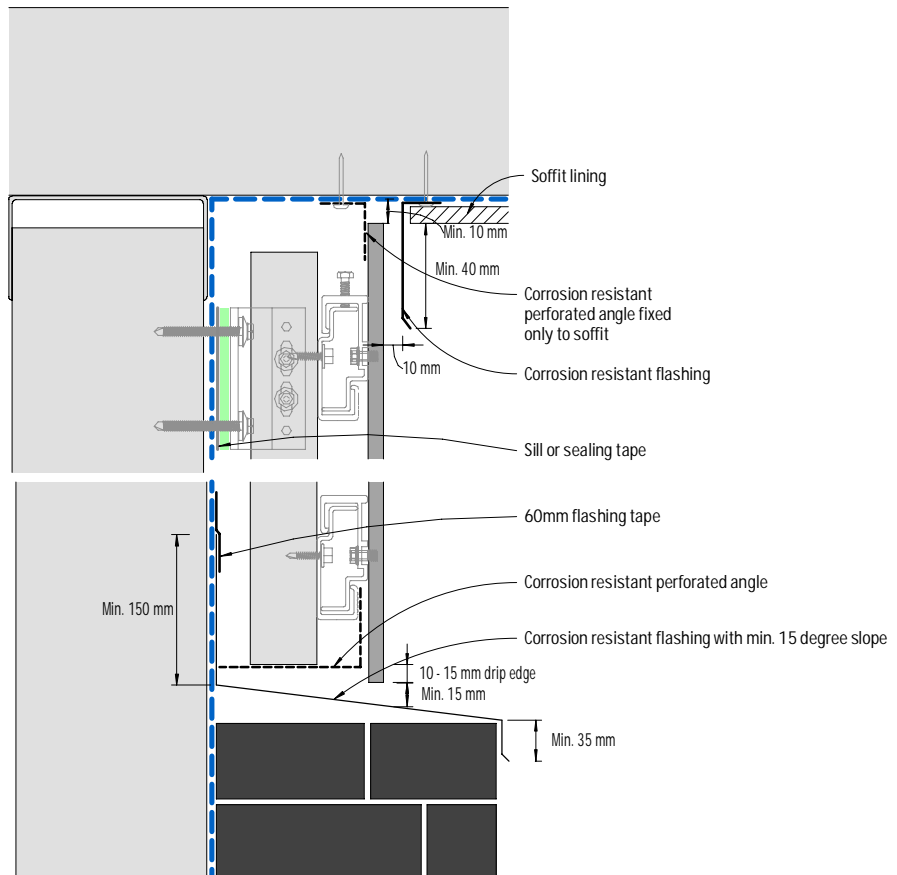 Soffit lining
Min. 10 mm
Min. 40 mm
Corrosion resistant
perforated angle fixed
only to soffit
10 mm
Corrosion resistant flashing
Sill or sealing tape
60mm flashing tape
Corrosion resistant perforated angle
Min. 150 mm
Corrosion resistant flashing with min. 15 degree slope
10 - 15 mm drip edge
Min. 15 mm
Min. 35 mm